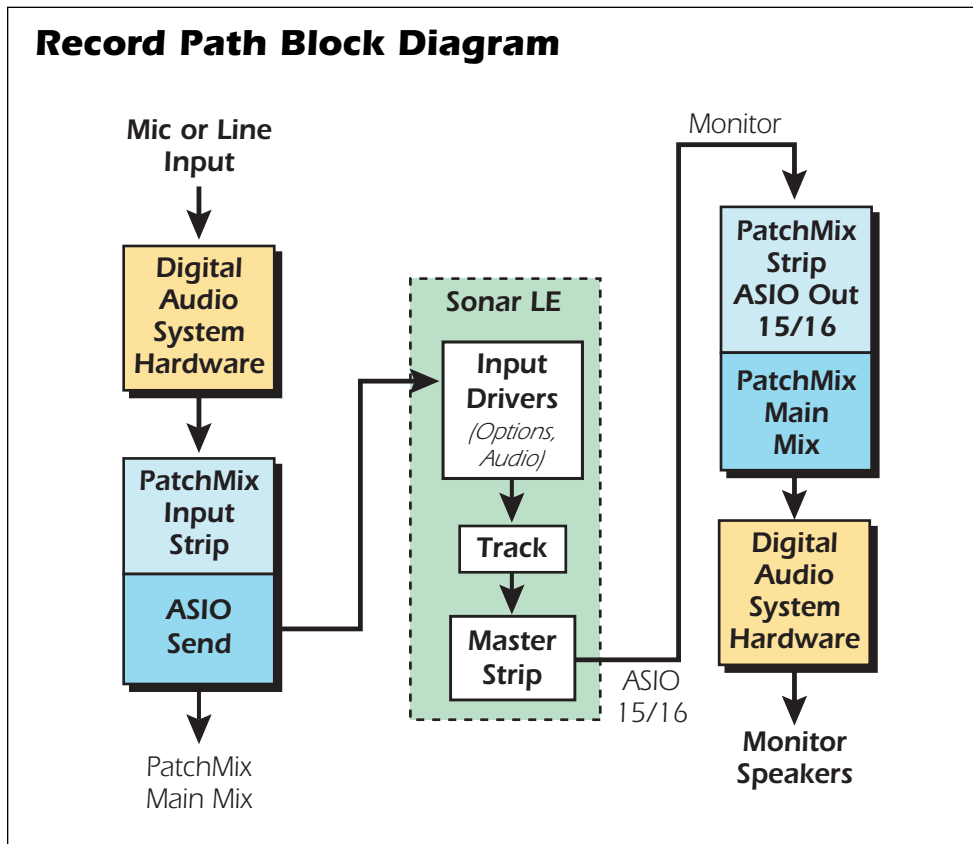 Record Path Block Diagram
Mic or Line
Input
Digital
Audio
System
Hardware
PatchMix
Input
Strip
ASIO
Send
PatchMix
Main Mix
Sonar LE
Input
Drivers
(Options,
Audio)
Track
Master
Strip
ASIO
15/16
Monitor
PatchMix
Strip
ASIO Out
15/16
PatchMix
Main
Mix
Digital
Audio
System
Hardware
Monitor
Speakers